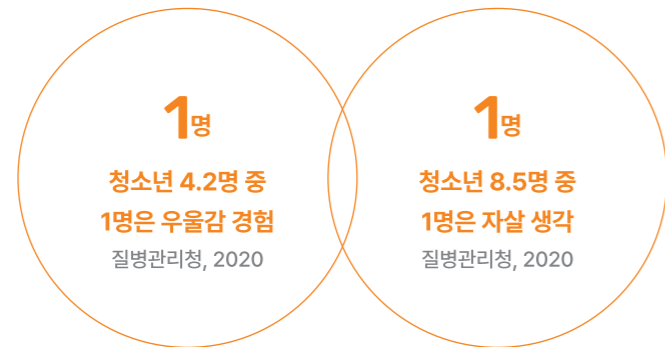 1명
청소년 4.2명 중
1명은 우울감 경험
질병관리청, 2020
1명
청소년 8.5명 중
1명은 자살 생각
질병관리청, 2020